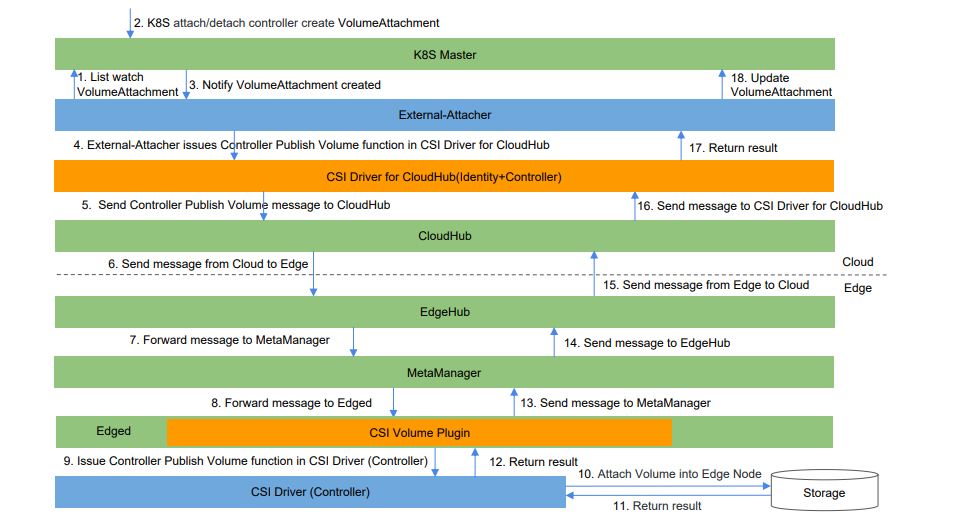 2. K8S attach/detach controller create VolumeAttachment
K8S Master
1. List watch
VolumeAttachment
3. Notify VolumeAttachment created
18. Update
VolumeAttachment
External-Attacher
4. External-Attacher issues Controller Publish Volume function in CSI Driver for CloudHub
17. Return result
CSI Driver for CloudHub(Identity+Controller)
5. Send Controller Publish Volume message to CloudHub
16. Send message to CSI Driver for CloudHub
CloudHub
6. Send message from Cloud to Edge
Cloud
15. Send message from Edge to Cloud
Edge
EdgeHub
7. Forward message to MetaManager
14. Send message to EdgeHub
MetaManager
8. Forward message to Edged
13. Send message to MetaManager
Edged
CSI Volume Plugin
9. Issue Controller Publish Volume function in CSI Driver (Controller)
12. Return result
10. Attach Volume into Edge Node
CSI Driver (Controller)
Storage
11. Return result